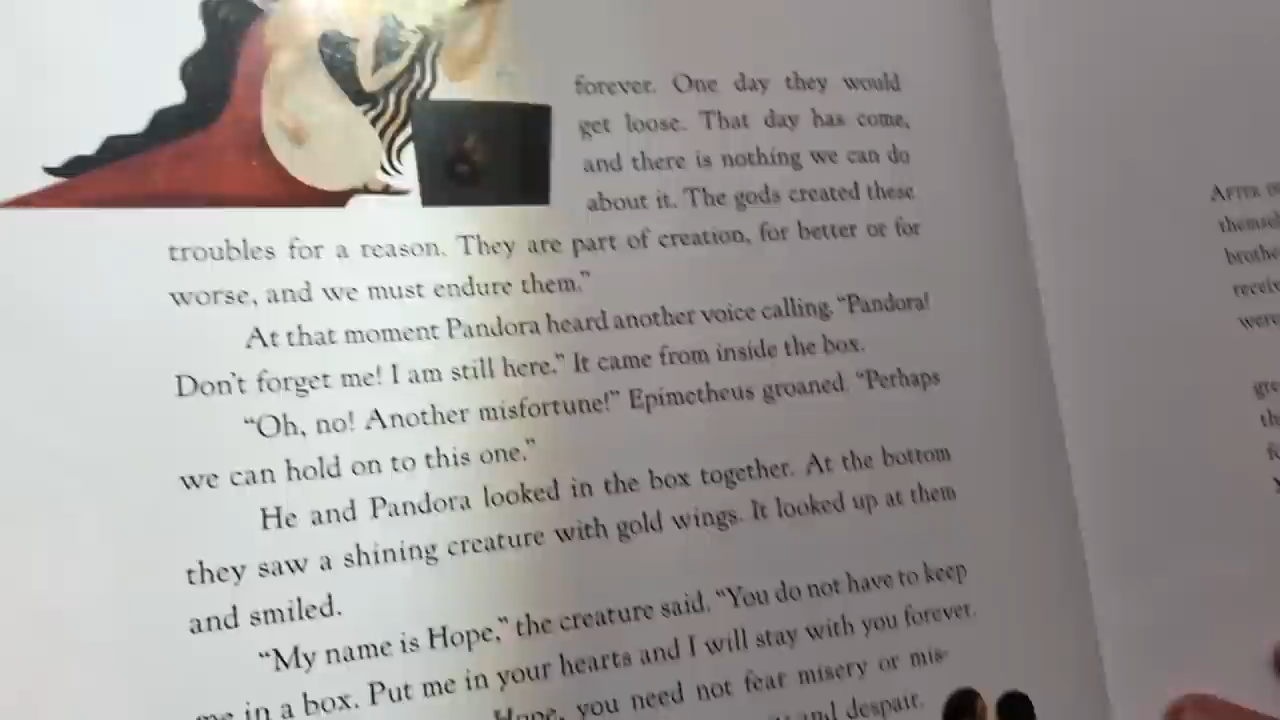 forever. One day they would
get loose. That day has come,
and there is nothing we can do
about it. The gods created these
troubles for a reason. They are part of creation, for better or for
worse, and we must endure them."
At that moment Pandora heard another voice calling, "Pandora!
Don't forget me! I am still here." It came from inside the box.
"Oh, no! Another misfortune!" Epimetheus groaned. "Perhaps
we can hold on to this one."
He and Pandora looked in the box together. At the bottom
they saw a shining creature with gold wings. It looked up at them
and smiled.
"My name is Hope," the creature said. "You do not have to keep
me in a box. Put me in your hearts and I will stay with you forever.
Hope, you need not fear misery or mis-
and despair.
After